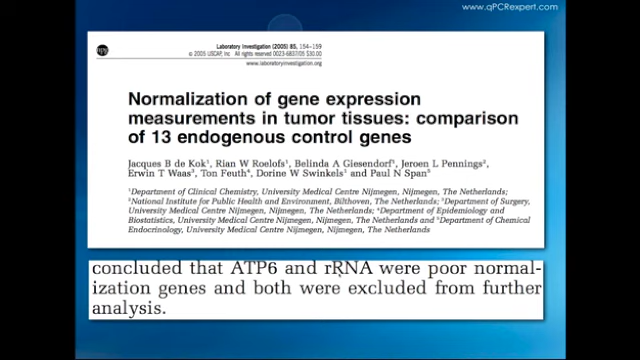 www.qPCRexpert.com
Laboratory Investigation (2005) 85, 154–159
© 2005 USCAP, Inc All rights reserved 0023-6837/05 $30.00
www.laboratoryinvestigation.org
npg
Normalization of gene expression
measurements in tumor tissues: comparison
of 13 endogenous control genes
Jacques B de Kok¹, Rian W Roelofs¹, Belinda A Giesendorf¹, Jeroen L Pennings²,
Erwin T Waas³, Ton Feuth⁴, Dorine W Swinkels¹ and Paul N Span⁵
¹Department of Clinical Chemistry, University Medical Centre Nijmegen, Nijmegen, The Netherlands;
²National Institute for Public Health and Environment, Bilthoven, The Netherlands; ³Department of Surgery,
University Medical Centre Nijmegen, Nijmegen, The Netherlands; ⁴Department of Epidemiology and
Biostatistics, University Medical Centre Nijmegen, Nijmegen, The Netherlands and ⁵Department of Chemical
Endocrinology, University Medical Centre Nijmegen, Nijmegen, The Netherlands
concluded that ATP6 and rRNA were poor normal-
ization genes and both were excluded from further
analysis.